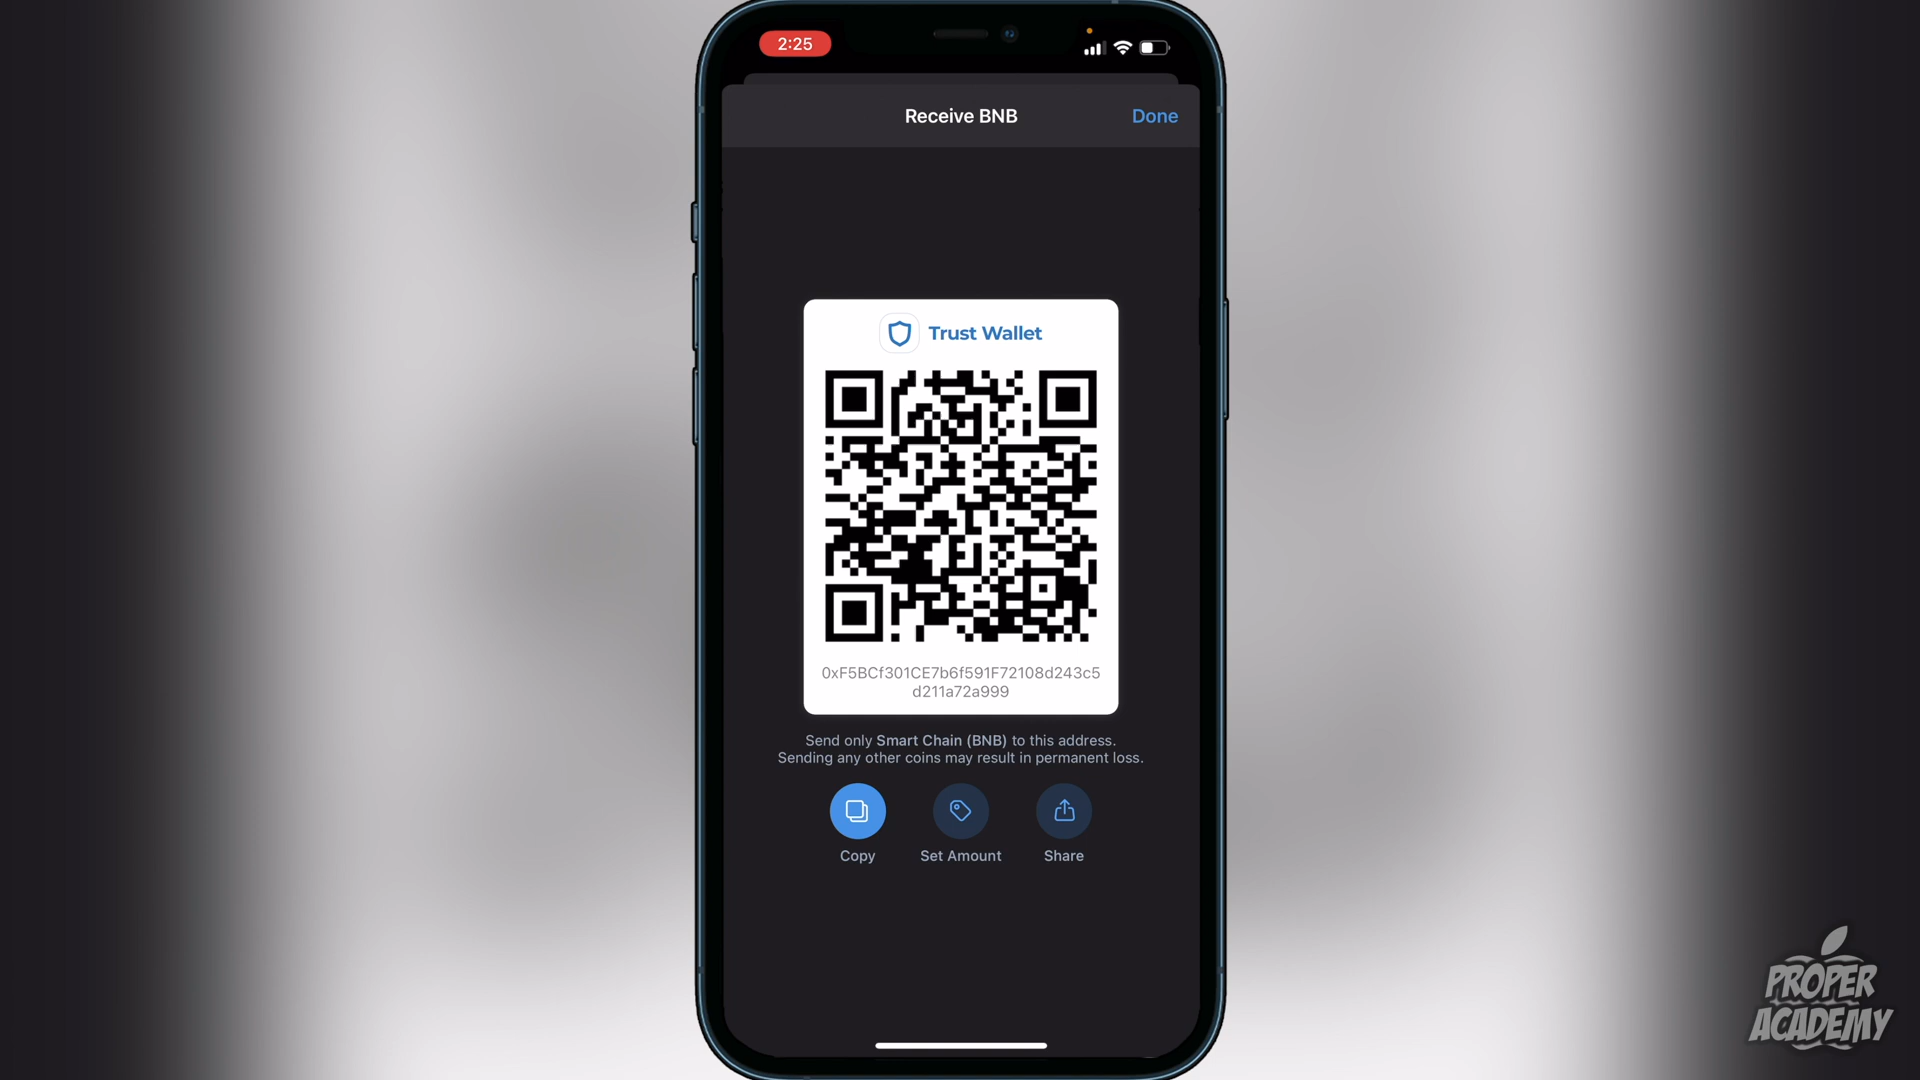 2:25
Receive BNB
Done
Trust Wallet
0xF5BCf301CE7b6f591F72108d243c5
d211a72a999
Send only Smart Chain (BNB) to this address.
Sending any other coins may result in permanent loss.
Copy
Set Amount
Share
PROPER
ACADEMY